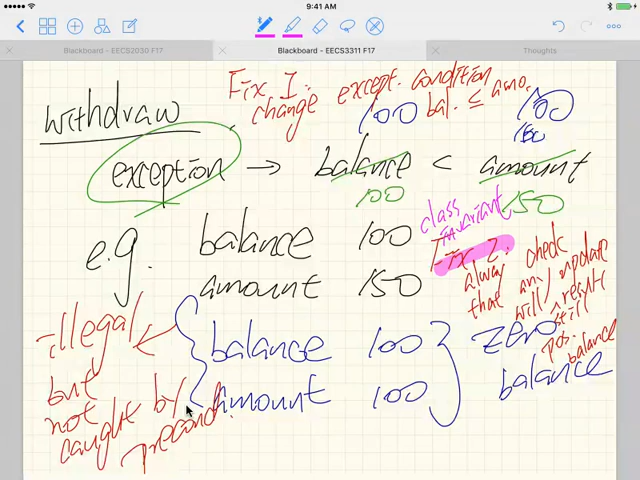 9:41 AM
Blackboard - EECS2030 F17
Blackboard - EECS3311 F17
Thoughts
Fix I. except. condition
change bal. ≤ amo.
withdraw 100 100
150
exception → balance < amount
100 150
class
invariant
e.g. balance 100
amount 150
Fix 2.
always check
that any update
will result
still
pos. balance
illegal
but
not
caught by
precond.
balance 100
amount 100
zero
balance